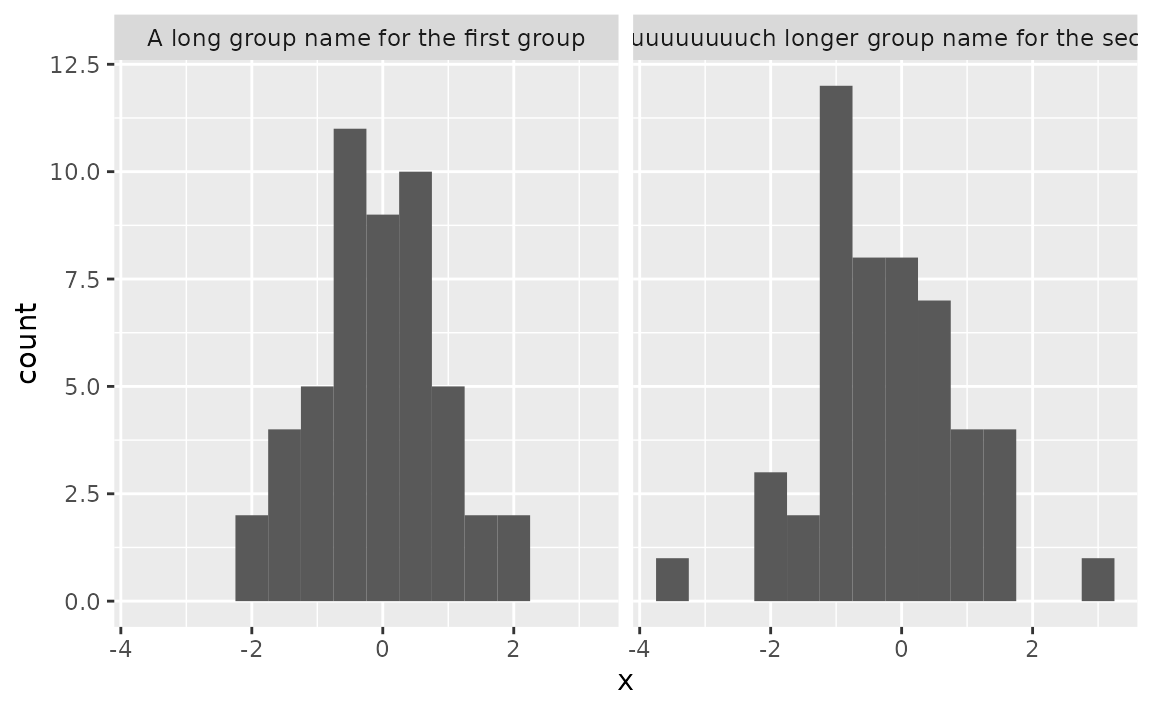 A long group name for the first group
uuuuuuuuch longer group name for the sec
12.5
10.0
7.5
5.0
2.5
0.0
count
-4 -2 0 2
-4 -2 0 2
x